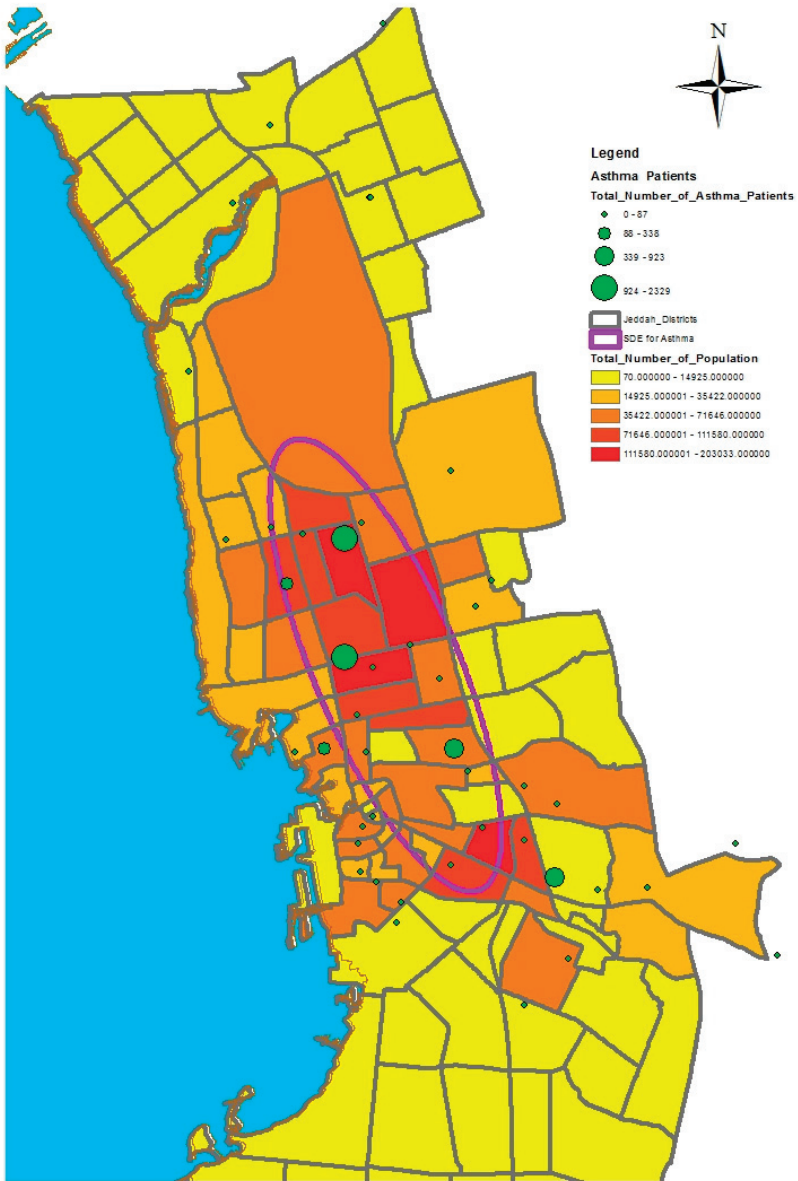 N
Legend
Asthma Patients
Total_Number_of_Asthma_Patients
0 - 87
88 - 338
339 - 923
924 - 2329
Jeddah_Districts
SDE for Asthma
Total_Number_of_Population
70.000000 - 14925.000000
14925.000001 - 35422.000000
35422.000001 - 71646.000000
71646.000001 - 111580.000000
111580.000001 - 203033.000000